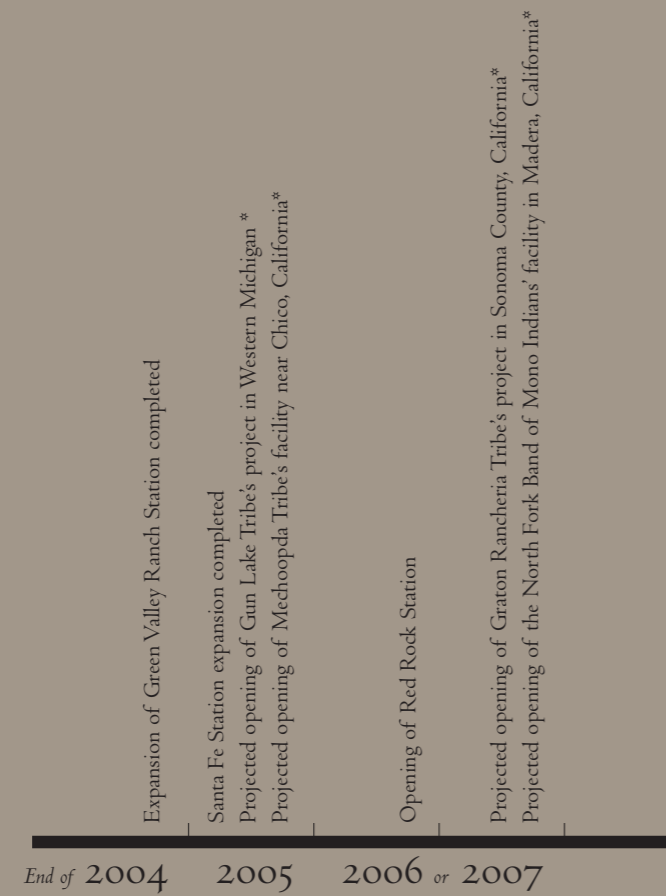 Expansion of Green Valley Ranch Station completed
Santa Fe Station expansion completed
Projected opening of Gun Lake Tribe's project in Western Michigan *
Projected opening of Mechoopda Tribe's facility near Chico, California*
Opening of Red Rock Station
Projected opening of Graton Rancheria Tribe's project in Sonoma County, California*
Projected opening of the North Fork Band of Mono Indians' facility in Madera, California*
End of 2004 2005 2006 or 2007